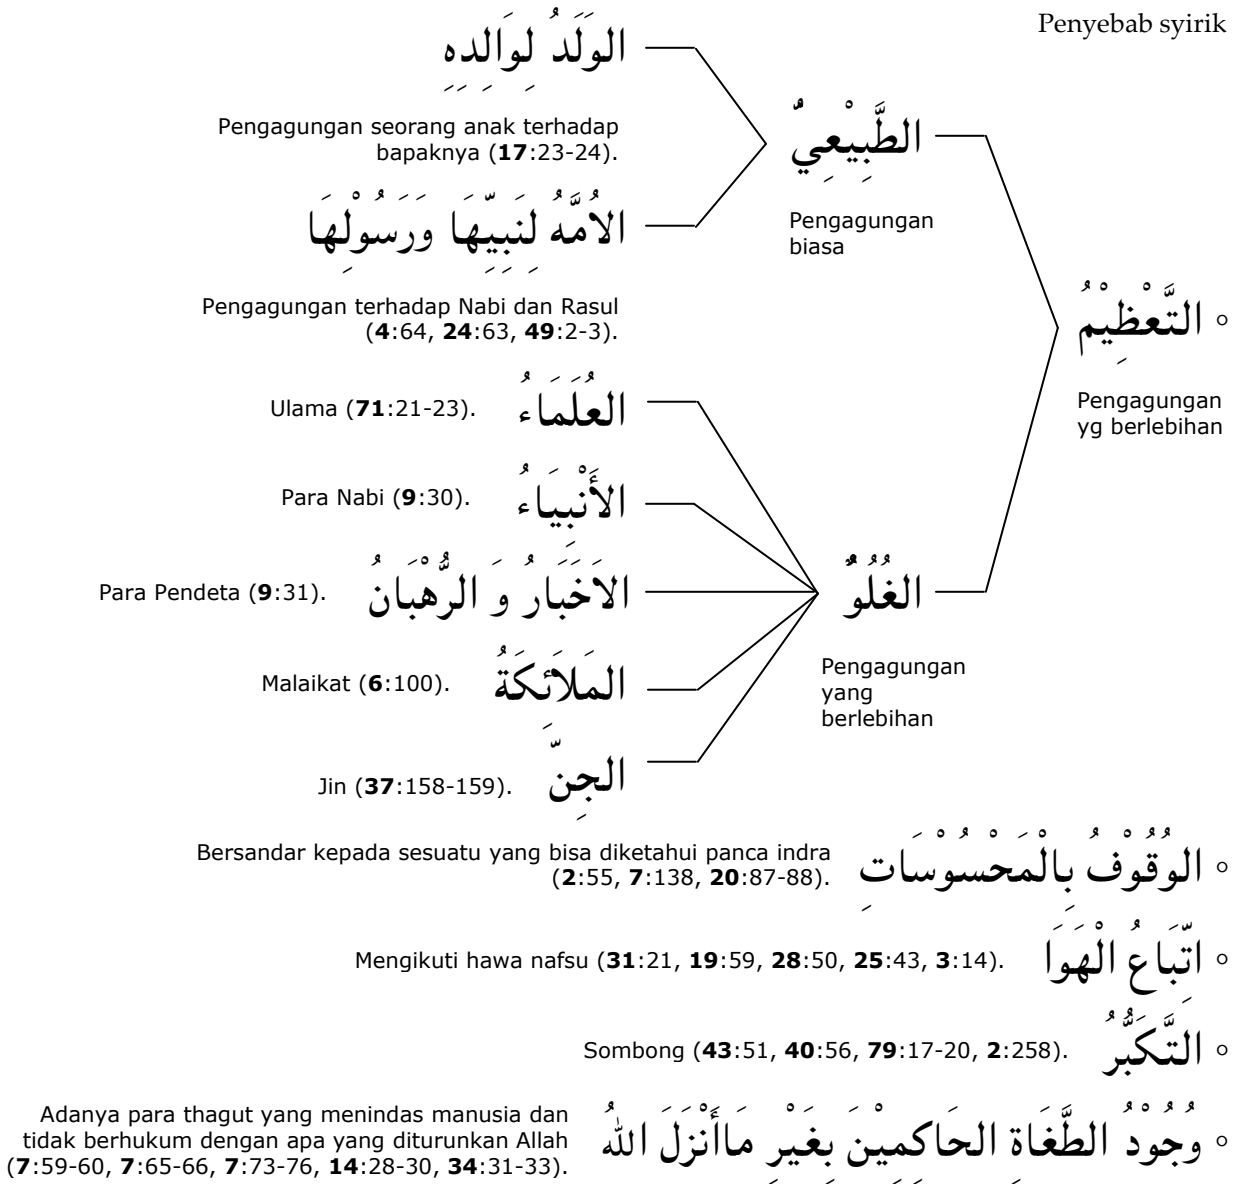 Penyebab syirik
° التَّعْظِيْمُ
Pengagungan
yg berlebihan
الطَّبِيْعِيُّ
Pengagungan
biasa
الوَلَدُ لِوَالِدِهِ
Pengagungan seorang anak terhadap
bapaknya (17:23-24).
الأُمَّهُ لِنَبِيِّهَا وَرَسُوْلِهَا
Pengagungan terhadap Nabi dan Rasul
(4:64, 24:63, 49:2-3).
الغُلُوُّ
Pengagungan
yang
berlebihan
العُلَمَاءُ
Ulama (71:21-23).
الأَنْبِيَاءُ
Para Nabi (9:30).
الاَخَبَارُ وَ الرُّهْبَانُ
Para Pendeta (9:31).
المَلاَئِكَةُ
Malaikat (6:100).
الجِنّ
Jin (37:158-159).
° الوُقُوْفُ بِالْمَحْسُوْسَاتِ
Bersandar kepada sesuatu yang bisa diketahui panca indra
(2:55, 7:138, 20:87-88).
° اتِّبَاعُ الْهَوَا
Mengikuti hawa nafsu (31:21, 19:59, 28:50, 25:43, 3:14).
° التَّكَبُّرُ
Sombong (43:51, 40:56, 79:17-20, 2:258).
° وُجُوْدُ الطَّغَاةِ الحَاكِمِيْنَ بِغَيْرِ مَاأَنْزَلَ اللهُ
Adanya para thagut yang menindas manusia dan
tidak berhukum dengan apa yang diturunkan Allah
(7:59-60, 7:65-66, 7:73-76, 14:28-30, 34:31-33).